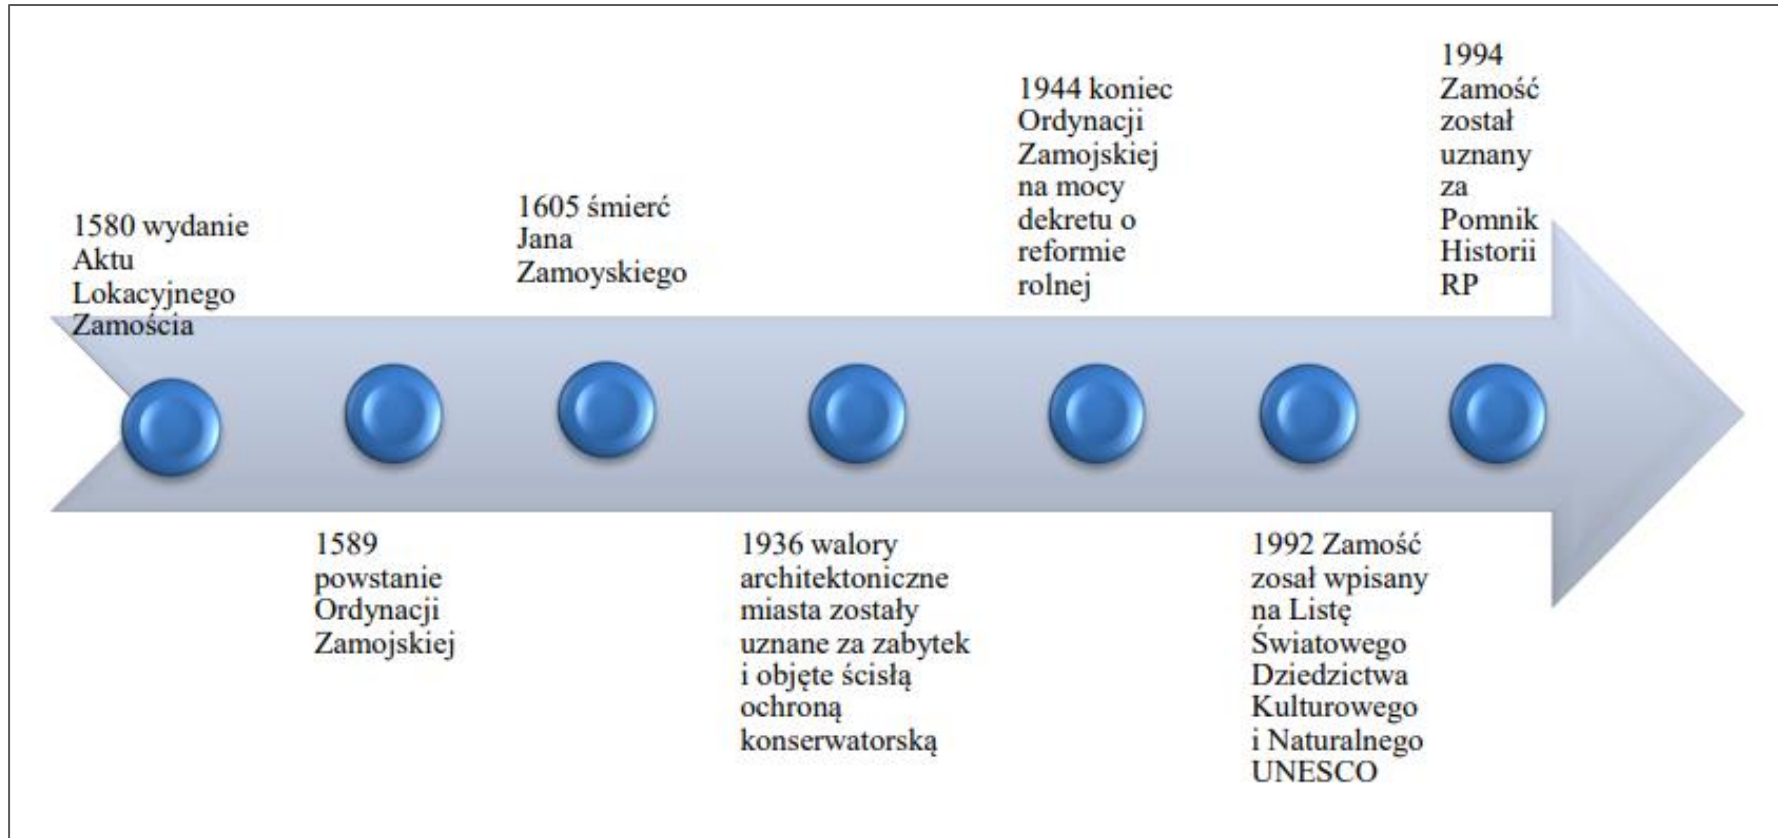 1580 wydanie
Aktu
Lokacyjnego
Zamościa
1589
powstanie
Ordynacji
Zamojskiej
1605 śmierć
Jana
Zamoyskiego
1936 walory
architektoniczne
miasta zostały
uznane za zabytek
i objęte ścisłą
ochroną
konserwatorską
1944 koniec
Ordynacji
Zamojskiej
na mocy
dekretu o
reformie
rolnej
1992 Zamość
zosał wpisany
na Listę
Światowego
Dziedzictwa
Kulturowego
i Naturalnego
UNESCO
1994
Zamość
został
uznany
za
Pomnik
Historii
RP